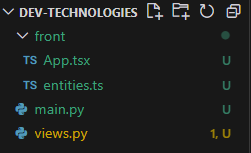 DEV-TECHNOLOGIES
front
TS App.tsx U
TS entities.ts U
main.py U
views.py 1, U